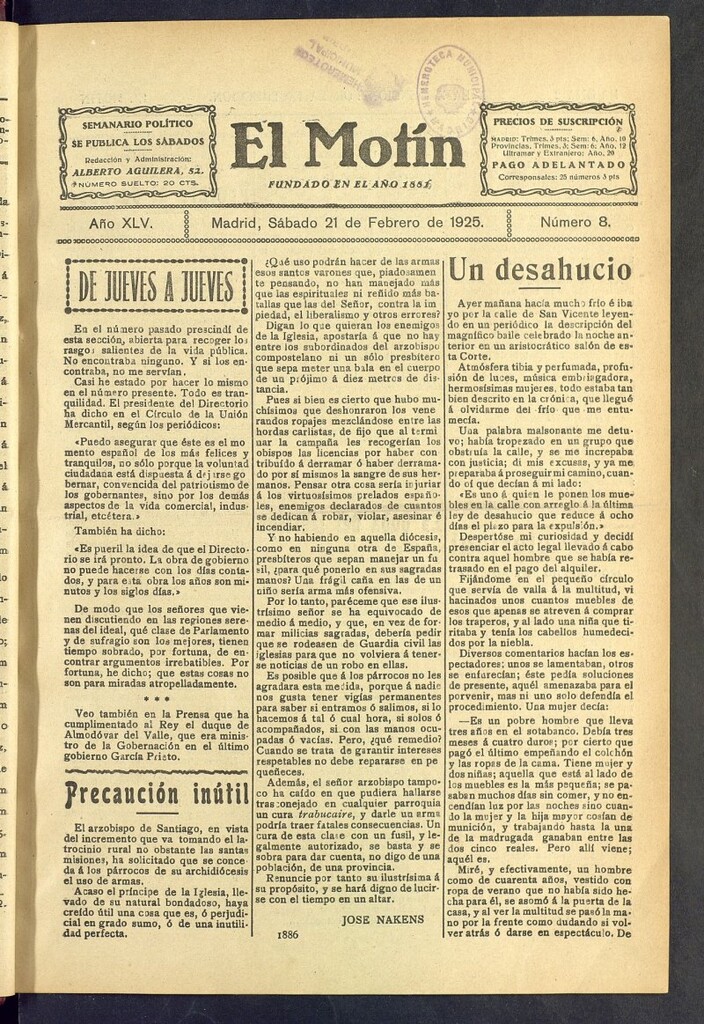 HEMEROTECA MUNICIPAL
HEMEROTECA MUNICIPAL
SEMANARIO POLÍTICO
SE PUBLICA LOS SÁBADOS
Redacción y Administración:
ALBERTO AGUILERA, 52.
NÚMERO SUELTO: 20 CTS.
El Motín
FUNDADO EN EL AÑO 1881
PRECIOS DE SUSCRIPCIÓN
MADRID: Trimes, 3 pts; Sem: 6, Año, 10
Provincias, Trimes, 3; Sem: 6; Año, 12
Ultramar y Extranjero: Año, 20
PAGO ADELANTADO
Corresponsales: 25 números 3 pts
Año XLV.
Madrid, Sábado 21 de Febrero de 1925.
Número 8.
DE JUEVES A JUEVES
En el número pasado prescindí de
esta sección, abierta para recoger los
rasgos salientes de la vida pública.
No encontraba ninguno. Y si los en-
contraba, no me servían.
Casi he estado por hacer lo mismo
en el número presente. Todo es tran-
quilidad. El presidente del Directorio
ha dicho en el Círculo de la Unión
Mercantil, según los periódicos:
«Puedo asegurar que éste es el mo-
mento español de los más felices y
tranquilos, no sólo porque la voluntad
ciudadana está dispuesta á dejarse go-
bernar, convencida del patriotismo de
los gobernantes, sino por los demás
aspectos de la vida comercial, indus-
trial, etcétera.»
También ha dicho:
«Es pueril la idea de que el Directo-
rio se irá pronto. La obra de gobierno
no puede hacerse con los días conta-
dos, y para esta obra los años son mi-
nutos y los siglos días.»
De modo que los señores que vie-
nen discutiendo en las regiones sere-
nas del ideal, qué clase de Parlamento
y de sufragio son los mejores, tienen
tiempo sobrado, por fortuna, de en-
contrar argumentos irrebatibles. Por
fortuna, he dicho; que estas cosas no
son para miradas atropelladamente.
* * *
Veo también en la Prensa que ha
cumplimentado al Rey el duque de
Almodóvar del Valle, que era minis-
tro de la Gobernación en el último
gobierno García Prieto.
Precaución inútil
El arzobispo de Santiago, en vista
del incremento que va tomando el la-
trocinio rural no obstante las santas
misiones, ha solicitado que se conce-
da á los párrocos de su archidiócesis
el uso de armas.
Acaso el príncipe de la Iglesia, lle-
vado de su natural bondadoso, haya
creído útil una cosa que es, ó perjudi-
cial en grado sumo, ó de una inutili-
dad perfecta.
¿Qué uso podrán hacer de las armas
esos santos varones que, piadosamen
te pensando, no han manejado más
que las espirituales ni reñido más ba-
tallas que las del Señor, contra la im
piedad, el liberalismo y otros errores?
Digan lo que quieran los enemigos
de la Iglesia, apostaría á que no hay
entre los subordinados del arzobispo
compostelano ni un sólo presbítero
que sepa meter una bala en el cuerpo
de un prójimo á diez metros de dis-
tancia.
Pues si bien es cierto que hubo mu-
chísimos que deshonraron los vene
randos ropajes mezclándose entre las
hordas carlistas, de fijo que al termi-
nar la campaña les recogerían los
obispos las licencias por haber con-
tribuído á derramar ó haber derrama-
do por sí mismos la sangre de sus her-
manos. Pensar otra cosa sería injuriar
á los virtuosísimos prelados españo-
les, enemigos declarados de cuantos
se dedican á robar, violar, asesinar é
incendiar.
Y no habiendo en aquella diócesis,
como en ninguna otra de España,
presbíteros que sepan manejar un fu-
sil, ¿para qué ponerlo en sus sagradas
manos? Una frágil caña en las de un
niño sería arma más ofensiva.
Por lo tanto, paréceme que ese ilus-
trísimo señor se ha equivocado de
medio á medio, y que, en vez de for-
mar milicias sagradas, debería pedir
que se rodeasen de Guardia civil las
iglesias para que no volviera á tener-
se noticias de un robo en ellas.
Es posible que á los párrocos no les
agradara esta medida, porque á nadie
nos gusta tener vigías permanentes
para saber si entramos ó salimos, si lo
hacemos á tal ó cual hora, si solos ó
acompañados, si con las manos ocupa-
das ó vacías. Pero, ¿qué remedio?
Cuando se trata de garantir intereses
respetables no debe repararse en pe-
queñeces.
Además, el señor arzobispo tampo-
co ha caído en que pudiera hallarse
trasconejado en cualquier parroquia
un cura trabucaire, y darle un arma
podría traer fatales consecuencias. Un
cura de esta clase con un fusil, y le-
galmente autorizado, se basta y se
sobra para dar cuenta, no digo de una
población, de una provincia.
Renuncie por tanto su ilustrísima á
su propósito, y se hará digno de lucir-
se con el tiempo en un altar.
JOSE NAKENS
1886
Un desahucio
Ayer mañana hacía mucho frío é iba
yo por la calle de San Vicente leyen-
do en un periódico la descripción del
magnífico baile celebrado la noche an-
terior en un aristocrático salón de es-
ta Corte.
Atmósfera tibia y perfumada, profu-
sión de luces, música embriagadora,
hermosísimas mujeres, todo estaba tan
bien descrito en la crónica, que llegué
á olvidarme del frío que me entu-
mecía.
Una palabra malsonante me detu-
vo; había tropezado en un grupo que
obstruía la calle, y se me increpaba
con justicia; di mis excusas, y ya me
preparaba á proseguir mi camino, cuan-
do oí que decían á mi lado:
«Es uno á quien le ponen los mue-
bles en la calle con arreglo á la última
ley de desahucio que reduce á ocho
días el plazo para la expulsión.»
Despertóse mi curiosidad y decidí
presenciar el acto legal llevado á cabo
contra aquel hombre que se había re-
trasado en el pago del alquiler.
Fijándome en el pequeño círculo
que servía de valla á la multitud, vi
hacinados unos cuantos muebles de
esos que apenas se atreven á comprar
los traperos, y al lado una niña que ti-
ritaba y tenía los cabellos humedeci-
dos por la niebla.
Diversos comentarios hacían los es-
pectadores; unos se lamentaban, otros
se enfurecían; éste pedía soluciones
de presente, aquél amenazaba para el
porvenir, mas ni uno solo defendía el
procedimiento. Una mujer decía:
—Es un pobre hombre que lleva
tres años en el sotabanco. Debía tres
meses á cuatro duros; por cierto que
pagó el último empeñando el colchón
y las ropas de la cama. Tiene mujer y
dos niñas; aquella que está al lado de
los muebles es la más pequeña; se pa-
saban muchos días sin comer, y no en-
cendían luz por las noches sino cuan-
do la mujer y la hija mayor cosían de
munición, y trabajando hasta la una
de la madrugada ganaban entre las
dos cinco reales. Pero allí viene;
aquél es.
Miré, y efectivamente, un hombre
como de cuarenta años, vestido con
ropa de verano que no había sido he-
cha para él, se asomó á la puerta de la
casa, y al ver la multitud se pasó la ma-
no por la frente como dudando si vol-
ver atrás ó darse en espectáculo. De